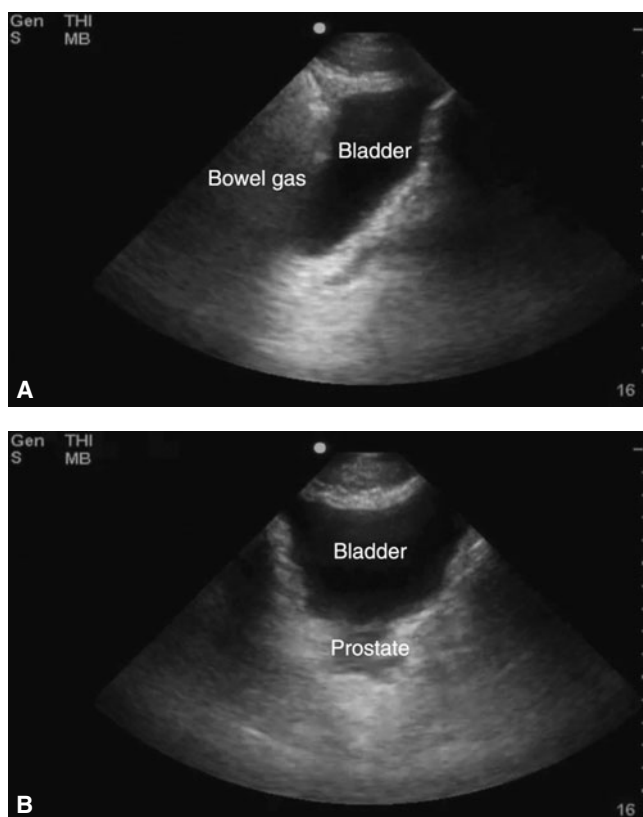 Gen THI
S MB
Bladder
Bowel gas
A
16
Gen THI
S MB
Bladder
Prostate
B
16